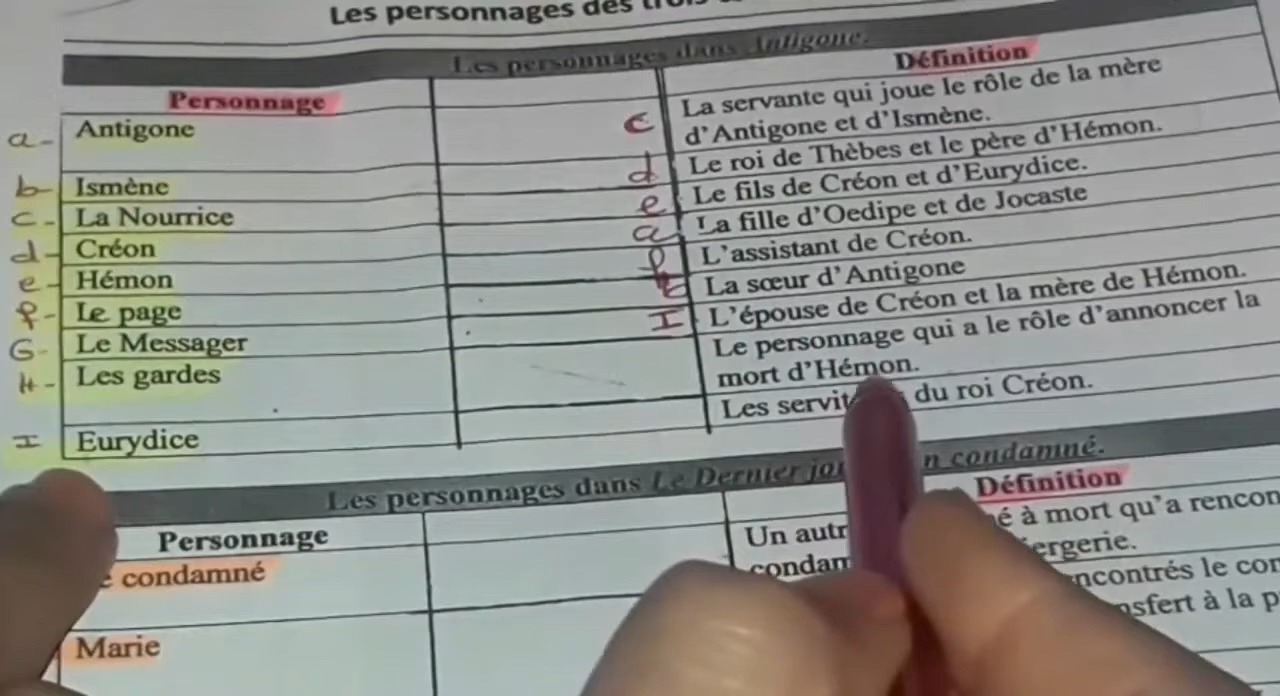 Les personnages des
Les personnages dans Antigone.
Personnage Définition
a- Antigone
b- Ismène
c- La Nourrice
d- Créon
e- Hémon
f- Le page
G- Le Messager
H- Les gardes
I Eurydice
c La servante qui joue le rôle de la mère
d'Antigone et d'Ismène.
d Le roi de Thèbes et le père d'Hémon.
e Le fils de Créon et d'Eurydice.
a La fille d'Oedipe et de Jocaste
f L'assistant de Créon.
La sœur d'Antigone
I L'épouse de Créon et la mère de Hémon.
Le personnage qui a le rôle d'annoncer la
mort d'Hémon.
Les du roi Créon.
Les personnages dans Le Dernier condamné.
Personnage Définition
condamné
Marie
Un
à mort qu'a